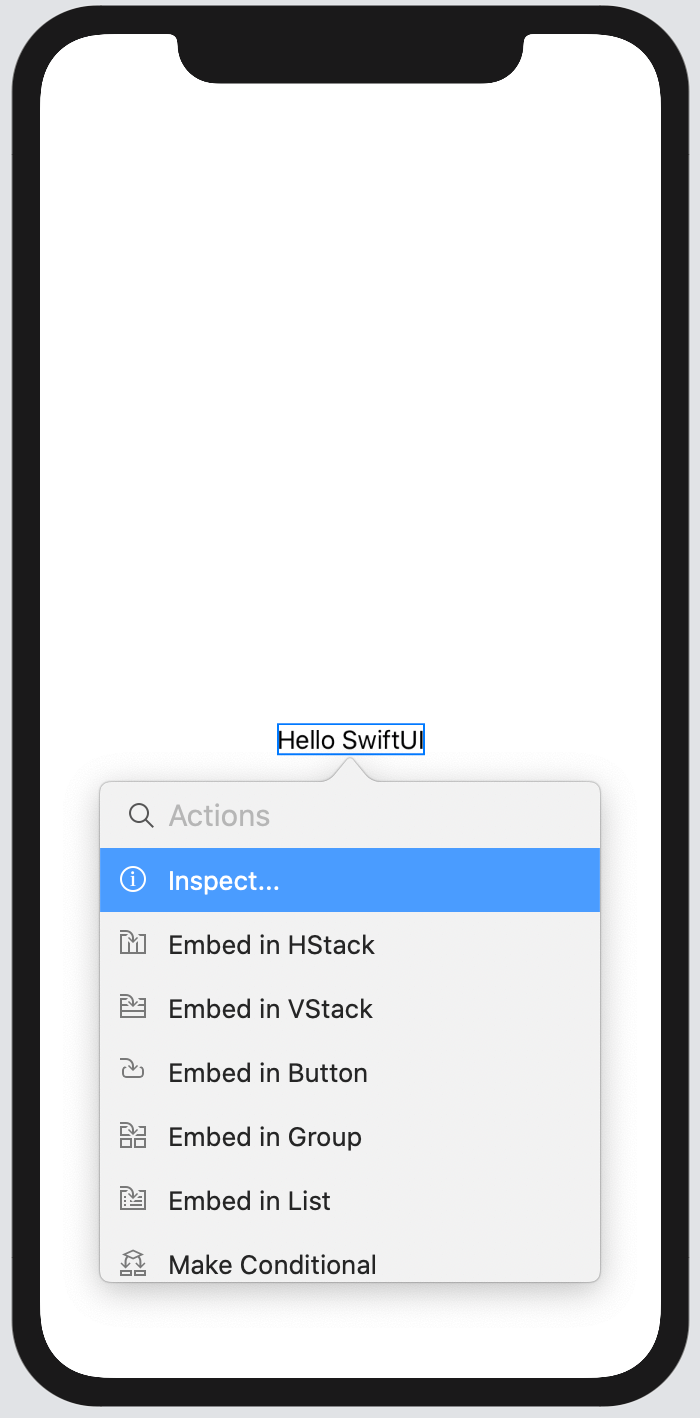 Hello SwiftUI
Actions
Inspect...
Embed in HStack
Embed in VStack
Embed in Button
Embed in Group
Embed in List
Make Conditional